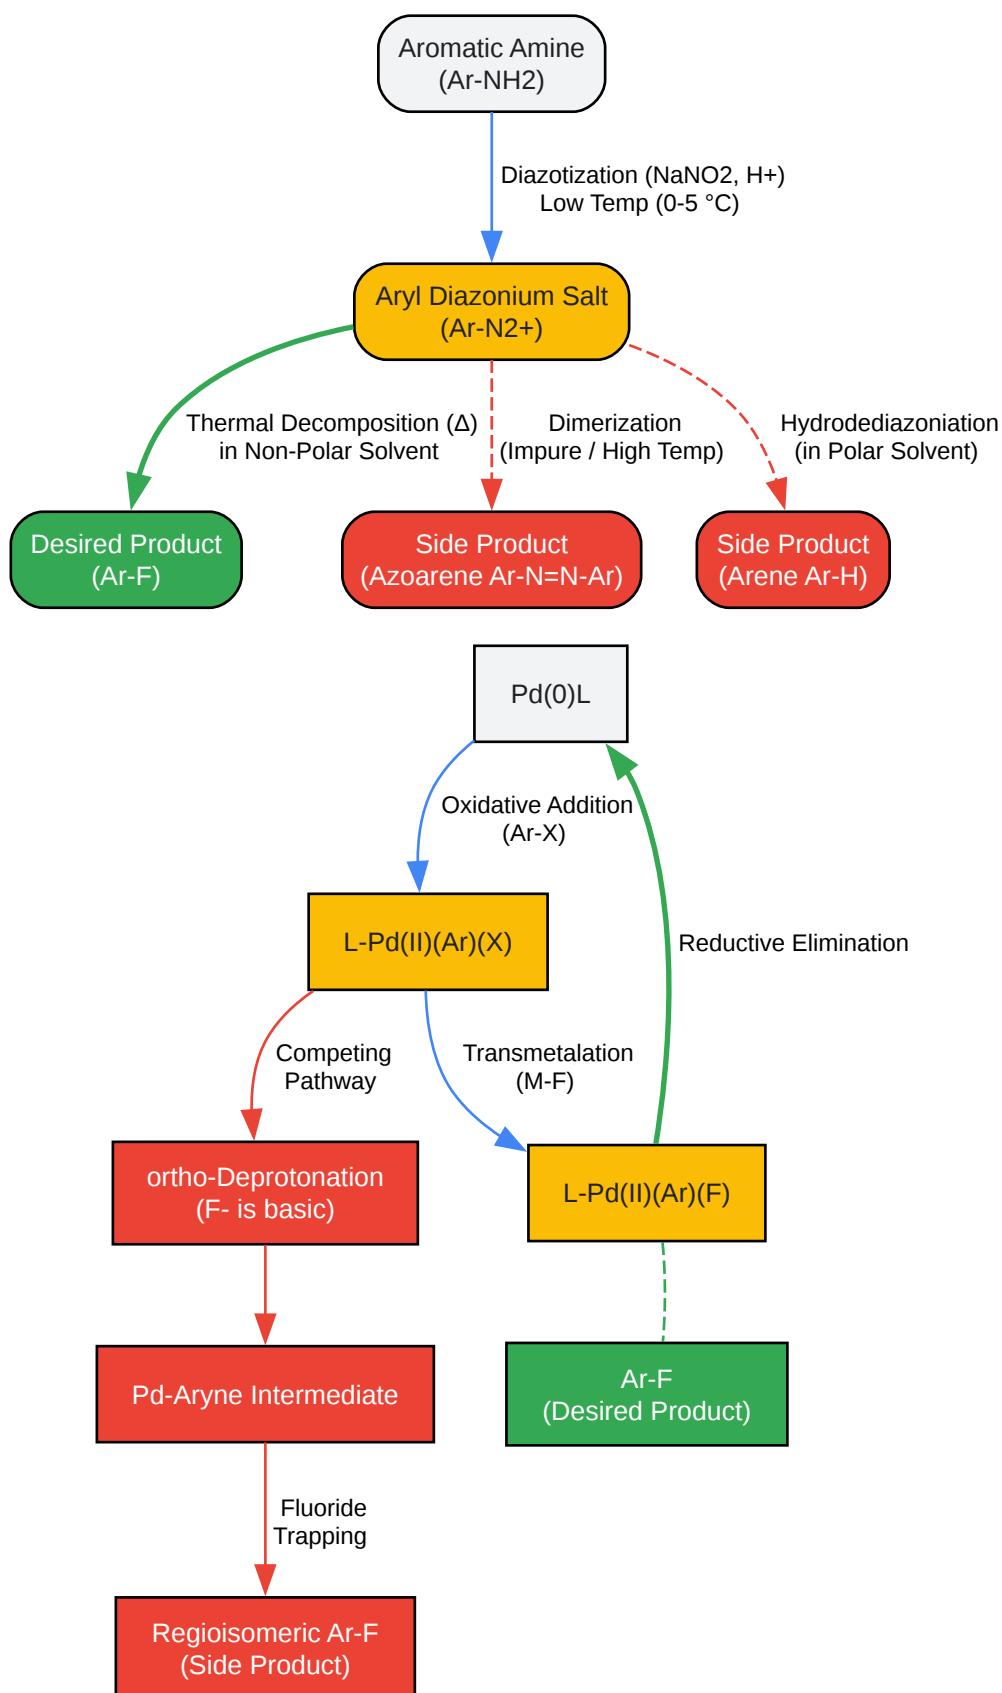 Aromatic Amine
(Ar-NH2)
Diazotization (NaNO2, H+)
Low Temp (0-5 °C)
Aryl Diazonium Salt
(Ar-N2+)
Thermal Decomposition (Δ)
in Non-Polar Solvent
Dimerization
(Impure / High Temp)
Hydrodediazoniation
(in Polar Solvent)
Desired Product
(Ar-F)
Side Product
(Azoarene Ar-N=N-Ar)
Side Product
(Arene Ar-H)
Pd(0)L
Oxidative Addition
(Ar-X)
L-Pd(II)(Ar)(X)
Reductive Elimination
Competing
Pathway
Transmetalation
(M-F)
ortho-Deprotonation
(F- is basic)
L-Pd(II)(Ar)(F)
Pd-Aryne Intermediate
Ar-F
(Desired Product)
Fluoride
Trapping
Regioisomeric Ar-F
(Side Product)